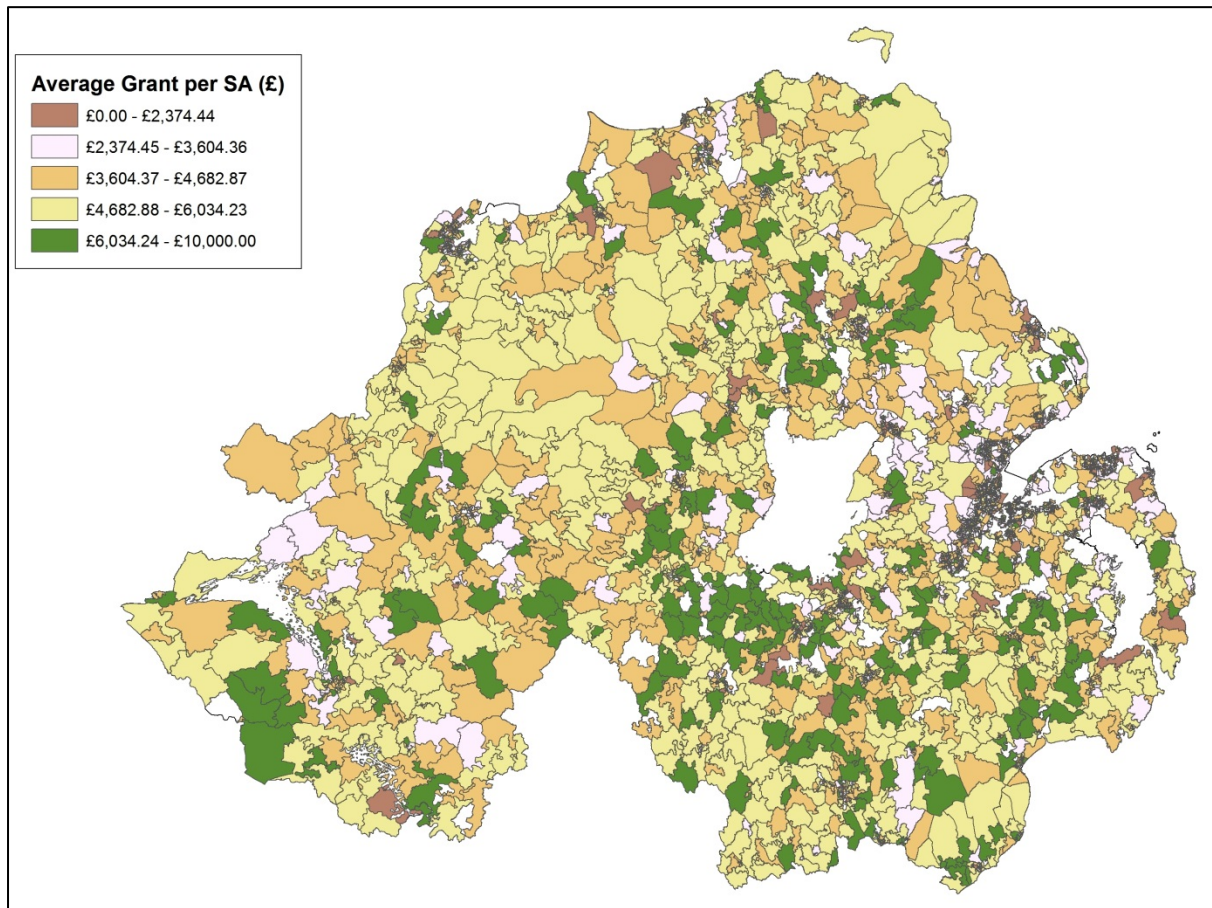 Average Grant per SA (£)
£0.00 - £2,374.44
£2,374.45 - £3,604.36
£3,604.37 - £4,682.87
£4,682.88 - £6,034.23
£6,034.24 - £10,000.00